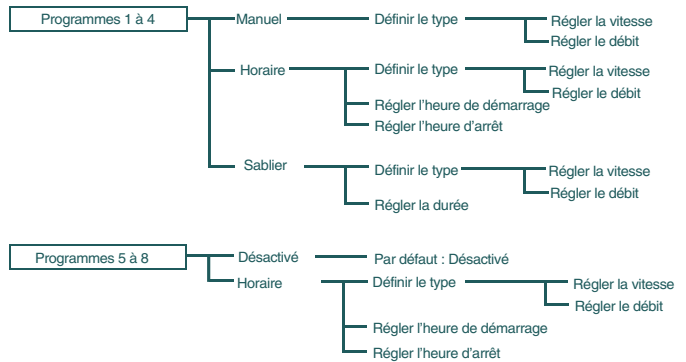 Programmes 1 à 4
Manuel
Définir le type
Régler la vitesse
Régler le débit
Horaire
Définir le type
Régler la vitesse
Régler le débit
Régler l'heure de démarrage
Régler l'heure d'arrêt
Sablier
Définir le type
Régler la vitesse
Régler le débit
Régler la durée
Programmes 5 à 8
Désactivé
Par défaut : Désactivé
Horaire
Définir le type
Régler la vitesse
Régler le débit
Régler l'heure de démarrage
Régler l'heure d'arrêt